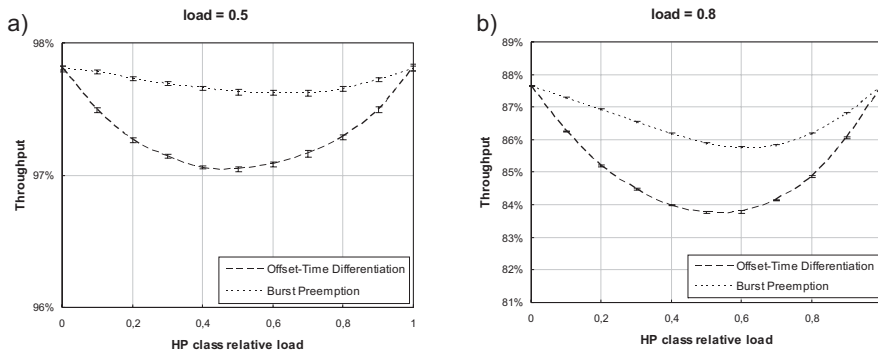 a)
load = 0.5
98%
97%
96%
Throughput
Offset-Time Differentiation
Burst Preemption
0
0,2
0,4
0,6
0,8
1
HP class relative load
b)
load = 0.8
89%
88%
87%
86%
85%
84%
83%
82%
81%
Throughput
Offset-Time Differentiation
Burst Preemption
0
0,2
0,4
0,6
0,8
HP class relative load